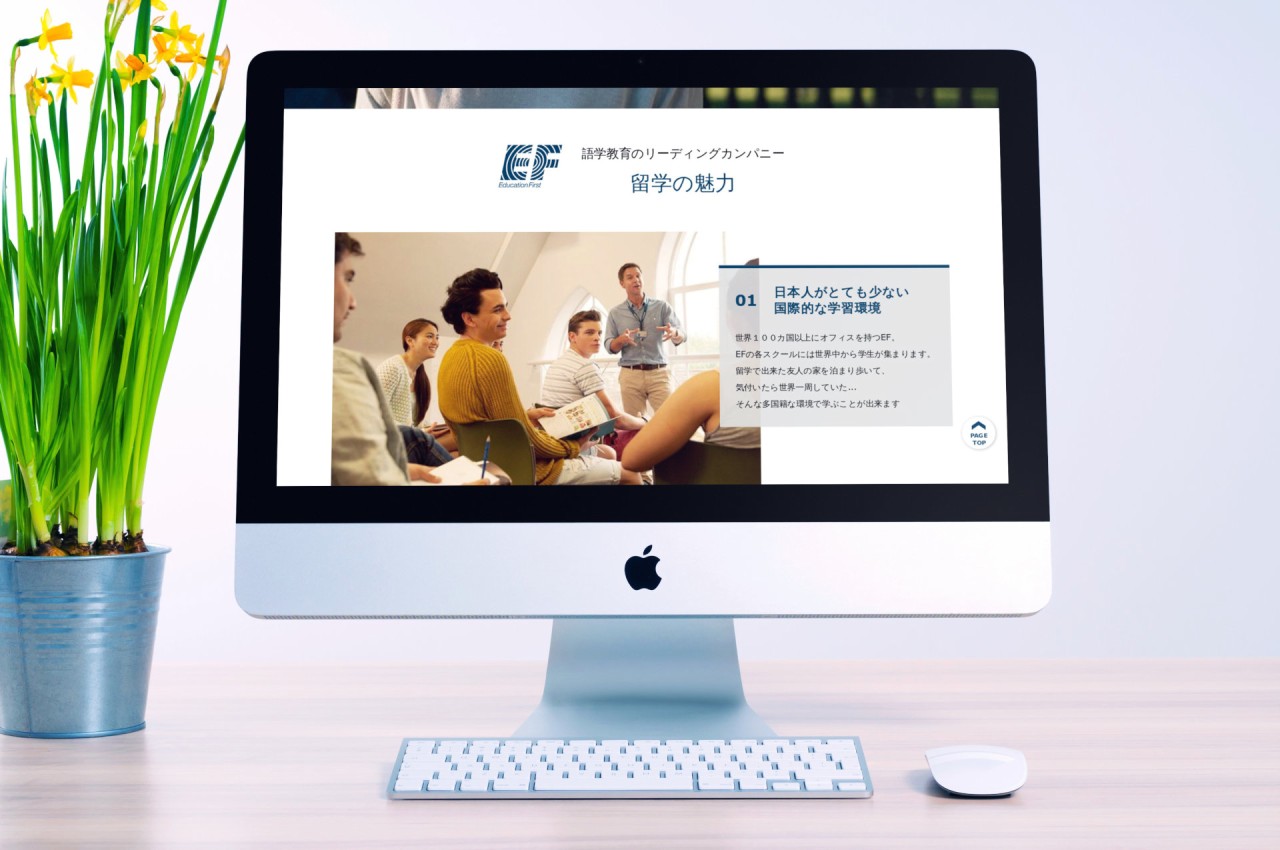 EF
語学教育のリーディングカンパニー
EducationFirst
留学の魅力
01
日本人がとても少ない
国際的な学習環境
世界１００カ国以上にオフィスを持つEF。
EFの各スクールには世界中から学生が集まります。
留学で出来た友人の家を泊まり歩いて、
気付いたら世界一周していた…
そんな多国籍な環境で学ぶことが出来ます
PAGE
TOP